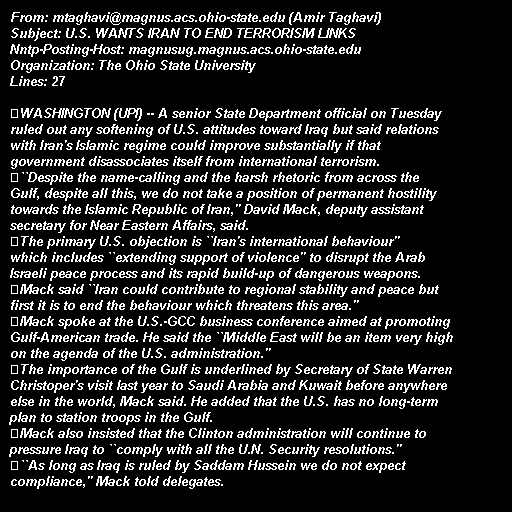 From: mtaghavi@magnus.acs.ohio-state.edu (Amir Taghavi)
Subject: U.S. WANTS IRAN TO END TERRORISM LINKS
Nntp-Posting-Host: magnusug.magnus.acs.ohio-state.edu
Organization: The Ohio State University
Lines: 27

WASHINGTON (UPI) -- A senior State Department official on Tuesday
ruled out any softening of U.S. attitudes toward Iraq but said relations
with Iran's Islamic regime could improve substantially if that
government disassociates itself from international terrorism.
``Despite the name-calling and the harsh rhetoric from across the
Gulf, despite all this, we do not take a position of permanent hostility
towards the Islamic Republic of Iran,'' David Mack, deputy assistant
secretary for Near Eastern Affairs, said.
The primary U.S. objection is ``Iran's international behaviour''
which includes ``extending support of violence'' to disrupt the Arab
Israeli peace process and its rapid build-up of dangerous weapons.
Mack said ``Iran could contribute to regional stability and peace but
first it is to end the behaviour which threatens this area.''
Mack spoke at the U.S.-GCC business conference aimed at promoting
Gulf-American trade. He said the ``Middle East will be an item very high
on the agenda of the U.S. administration.''
The importance of the Gulf is underlined by Secretary of State Warren
Christoper's visit last year to Saudi Arabia and Kuwait before anywhere
else in the world, Mack said. He added that the U.S. has no long-term
plan to station troops in the Gulf.
Mack also insisted that the Clinton administration will continue to
pressure Iraq to ``comply with all the U.N. Security resolutions.''
``As long as Iraq is ruled by Saddam Hussein we do not expect
compliance,'' Mack told delegates.